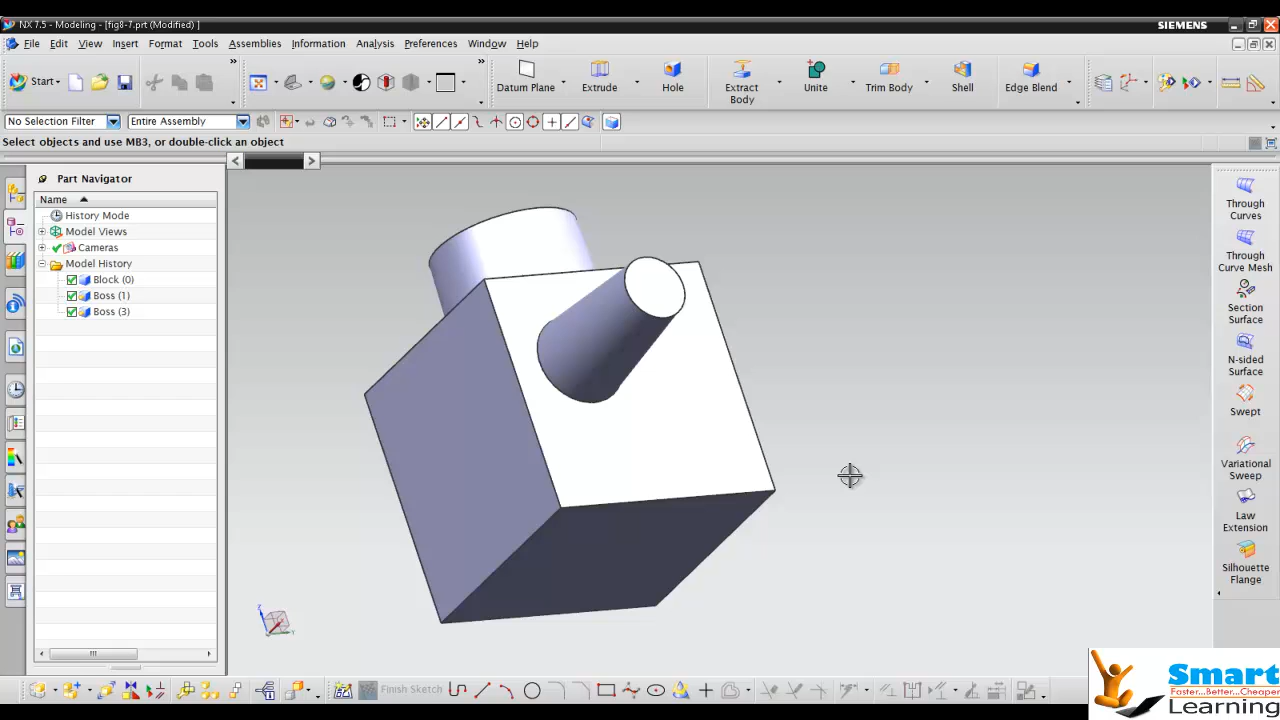 NX 7.5 - Modeling - [fig8-7.prt (Modified) ]
SIEMENS
File Edit View Insert Format Tools Assemblies Information Analysis Preferences Window Help
Start
Datum Plane
Extrude
Hole
Extract Body
Unite
Trim Body
Shell
Edge Blend
No Selection Filter
Entire Assembly
Select objects and use MB3, or double-click an object
Part Navigator
Name
History Mode
Model Views
Cameras
Model History
Block (0)
Boss (1)
Boss (3)
Through
Curves
Through
Curve Mesh
Section
Surface
N-sided
Surface
Swept
Variational
Sweep
Law
Extension
Silhouette
Flange
Z
Y
Finish Sketch
Smart
Faster...Better...Cheaper
Learning